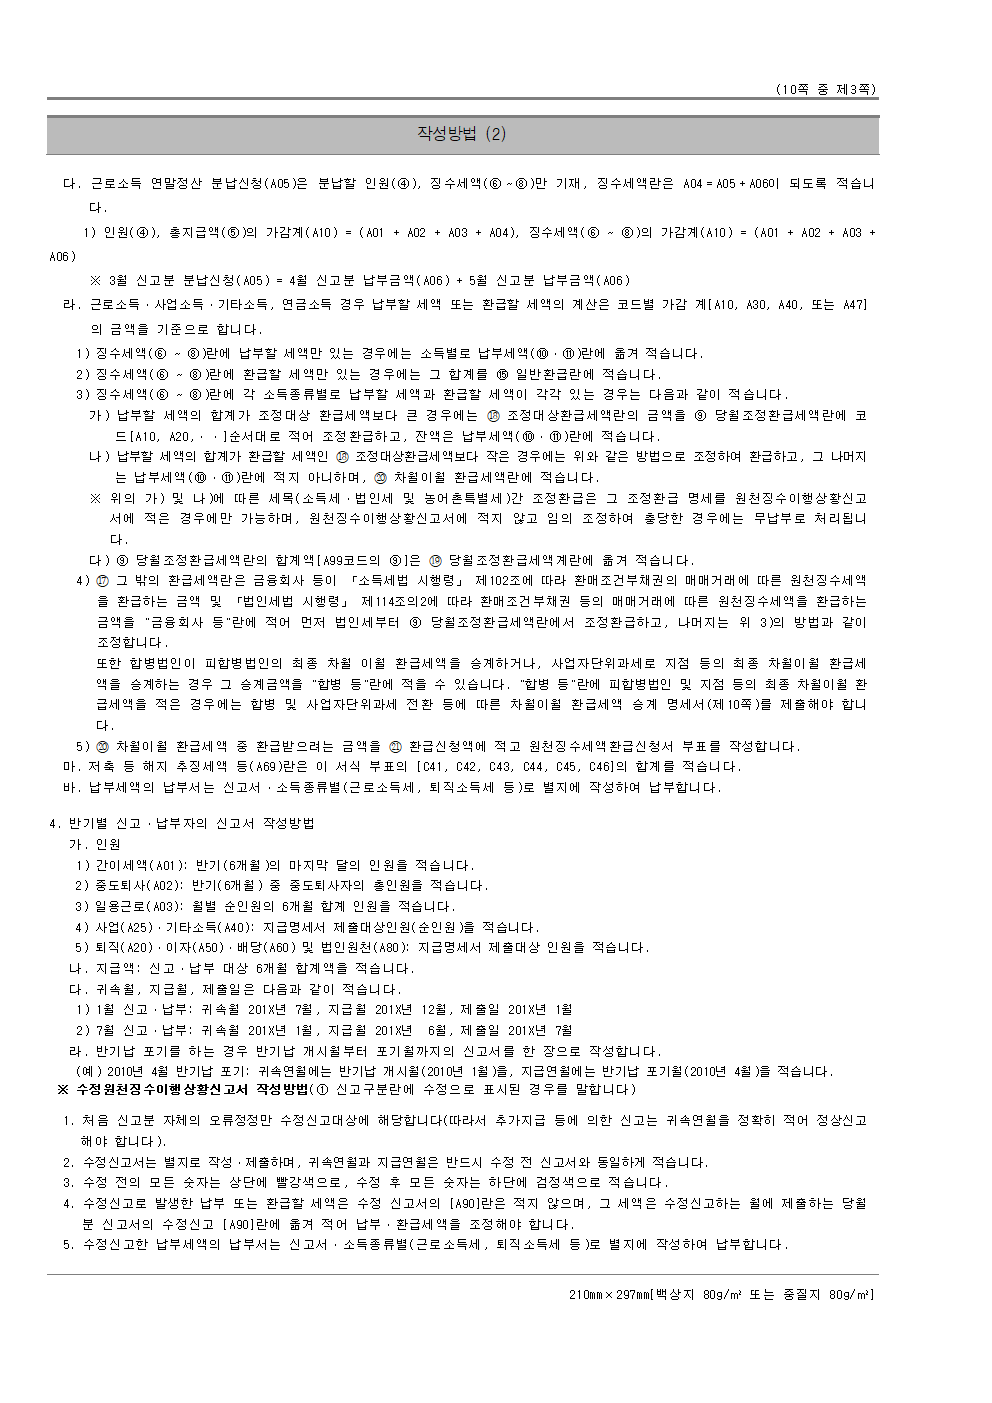 (10쪽 중 제3쪽)
작성방법 (2)
다. 근로소득 연말정산 분납신청(A05)은 분납할 인원(④), 징수세액(⑥~⑧)만 기재, 징수세액란은 A04=A05+A06이 되도록 적습니
다.
1) 인원(④), 총지급액(⑤)의 가감계(A10) = (A01 + A02 + A03 + A04), 징수세액(⑥ ~ ⑧)의 가감계(A10) = (A01 + A02 + A03 +
A06)
※ 3월 신고분 분납신청(A05) = 4월 신고분 납부금액(A06) + 5월 신고분 납부금액(A06)
라. 근로소득·사업소득·기타소득, 연금소득 경우 납부할 세액 또는 환급할 세액의 계산은 코드별 가감 계[A10, A30, A40, 또는 A47]
의 금액을 기준으로 합니다.
1) 징수세액(⑥ ~ ⑧)란에 납부할 세액만 있는 경우에는 소득별로 납부세액(⑩·⑪)란에 옮겨 적습니다.
2) 징수세액(⑥ ~ ⑧)란에 환급할 세액만 있는 경우에는 그 합계를 ⑮ 일반환급란에 적습니다.
3) 징수세액(⑥ ~ ⑧)란에 각 소득종류별로 납부할 세액과 환급할 세액이 각각 있는 경우는 다음과 같이 적습니다.
가) 납부할 세액의 합계가 조정대상 환급세액보다 큰 경우에는 ⑱ 조정대상환급세액란의 금액을 ⑨ 당월조정환급세액란에 코
드[A10, A20,··]순서대로 적어 조정환급하고, 잔액은 납부세액(⑩·⑪)란에 적습니다.
나) 납부할 세액의 합계가 환급할 세액인 ⑱ 조정대상환급세액보다 작은 경우에는 위와 같은 방법으로 조정하여 환급하고, 그 나머지
는 납부세액(⑩·⑪)란에 적지 아니하며, ⑳ 차월이월 환급세액란에 적습니다.
※ 위의 가) 및 나)에 따른 세목(소득세·법인세 및 농어촌특별세)간 조정환급은 그 조정환급 명세를 원천징수이행상황신고
서에 적은 경우에만 가능하며, 원천징수이행상황신고서에 적지 않고 임의 조정하여 충당한 경우에는 무납부로 처리됩니
다.
다) ⑨ 당월조정환급세액란의 합계액[A99코드의 ⑨]은 ⑲ 당월조정환급세액계란에 옮겨 적습니다.
4) ⑰ 그 밖의 환급세액란은 금융회사 등이 「소득세법 시행령」 제102조에 따라 환매조건부채권의 매매거래에 따른 원천징수세액
을 환급하는 금액 및 「법인세법 시행령」 제114조의2에 따라 환매조건부채권 등의 매매거래에 따른 원천징수세액을 환급하는
금액을 "금융회사 등"란에 적어 먼저 법인세부터 ⑨ 당월조정환급세액란에서 조정환급하고, 나머지는 위 3)의 방법과 같이
조정합니다.
또한 합병법인이 피합병법인의 최종 차월 이월 환급세액을 승계하거나, 사업자단위과세로 지점 등의 최종 차월이월 환급세
액을 승계하는 경우 그 승계금액을 "합병 등"란에 적을 수 있습니다. "합병 등"란에 피합병법인 및 지점 등의 최종 차월이월 환
급세액을 적은 경우에는 합병 및 사업자단위과세 전환 등에 따른 차월이월 환급세액 승계 명세서(제10쪽)를 제출해야 합니
다.
5) ⑳ 차월이월 환급세액 중 환급받으려는 금액을 ㉑ 환급신청액에 적고 원천징수세액환급신청서 부표를 작성합니다.
마. 저축 등 해지 추징세액 등(A69)란은 이 서식 부표의 [C41, C42, C43, C44, C45, C46]의 합계를 적습니다.
바. 납부세액의 납부서는 신고서·소득종류별(근로소득세, 퇴직소득세 등)로 별지에 작성하여 납부합니다.
4. 반기별 신고·납부자의 신고서 작성방법
가. 인원
1) 간이세액(A01): 반기(6개월)의 마지막 달의 인원을 적습니다.
2) 중도퇴사(A02): 반기(6개월) 중 중도퇴사자의 총인원을 적습니다.
3) 일용근로(A03): 월별 순인원의 6개월 합계 인원을 적습니다.
4) 사업(A25)·기타소득(A40): 지급명세서 제출대상인원(순인원)을 적습니다.
5) 퇴직(A20)·이자(A50)·배당(A60) 및 법인원천(A80): 지급명세서 제출대상 인원을 적습니다.
나. 지급액: 신고·납부 대상 6개월 합계액을 적습니다.
다. 귀속월, 지급월, 제출일은 다음과 같이 적습니다.
1) 1월 신고·납부: 귀속월 201X년 7월, 지급월 201X년 12월, 제출일 201X년 1월
2) 7월 신고·납부: 귀속월 201X년 1월, 지급월 201X년 6월, 제출일 201X년 7월
라. 반기납 포기를 하는 경우 반기납 개시월부터 포기월까지의 신고서를 한 장으로 작성합니다.
(예) 2010년 4월 반기납 포기: 귀속연월에는 반기납 개시월(2010년 1월)을, 지급연월에는 반기납 포기월(2010년 4월)을 적습니다.
※ 수정원천징수이행상황신고서 작성방법(① 신고구분란에 수정으로 표시된 경우를 말합니다)
1. 처음 신고분 자체의 오류정정만 수정신고대상에 해당합니다(따라서 추가지급 등에 의한 신고는 귀속연월을 정확히 적어 정상신고
해야 합니다).
2. 수정신고서는 별지로 작성·제출하며, 귀속연월과 지급연월은 반드시 수정 전 신고서와 동일하게 적습니다.
3. 수정 전의 모든 숫자는 상단에 빨강색으로, 수정 후 모든 숫자는 하단에 검정색으로 적습니다.
4. 수정신고로 발생한 납부 또는 환급할 세액은 수정 신고서의 [A90]란은 적지 않으며, 그 세액은 수정신고하는 월에 제출하는 당월
분 신고서의 수정신고 [A90]란에 옮겨 적어 납부·환급세액을 조정해야 합니다.
5. 수정신고한 납부세액의 납부서는 신고서·소득종류별(근로소득세, 퇴직소득세 등)로 별지에 작성하여 납부합니다.
210mm×297mm[백상지 80g/㎡ 또는 중질지 80g/㎡]